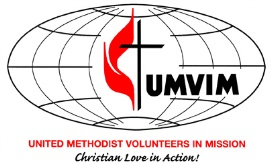 UMVIM
UNITED METHODIST VOLUNTEERS IN MISSION
Christian Love in Action!